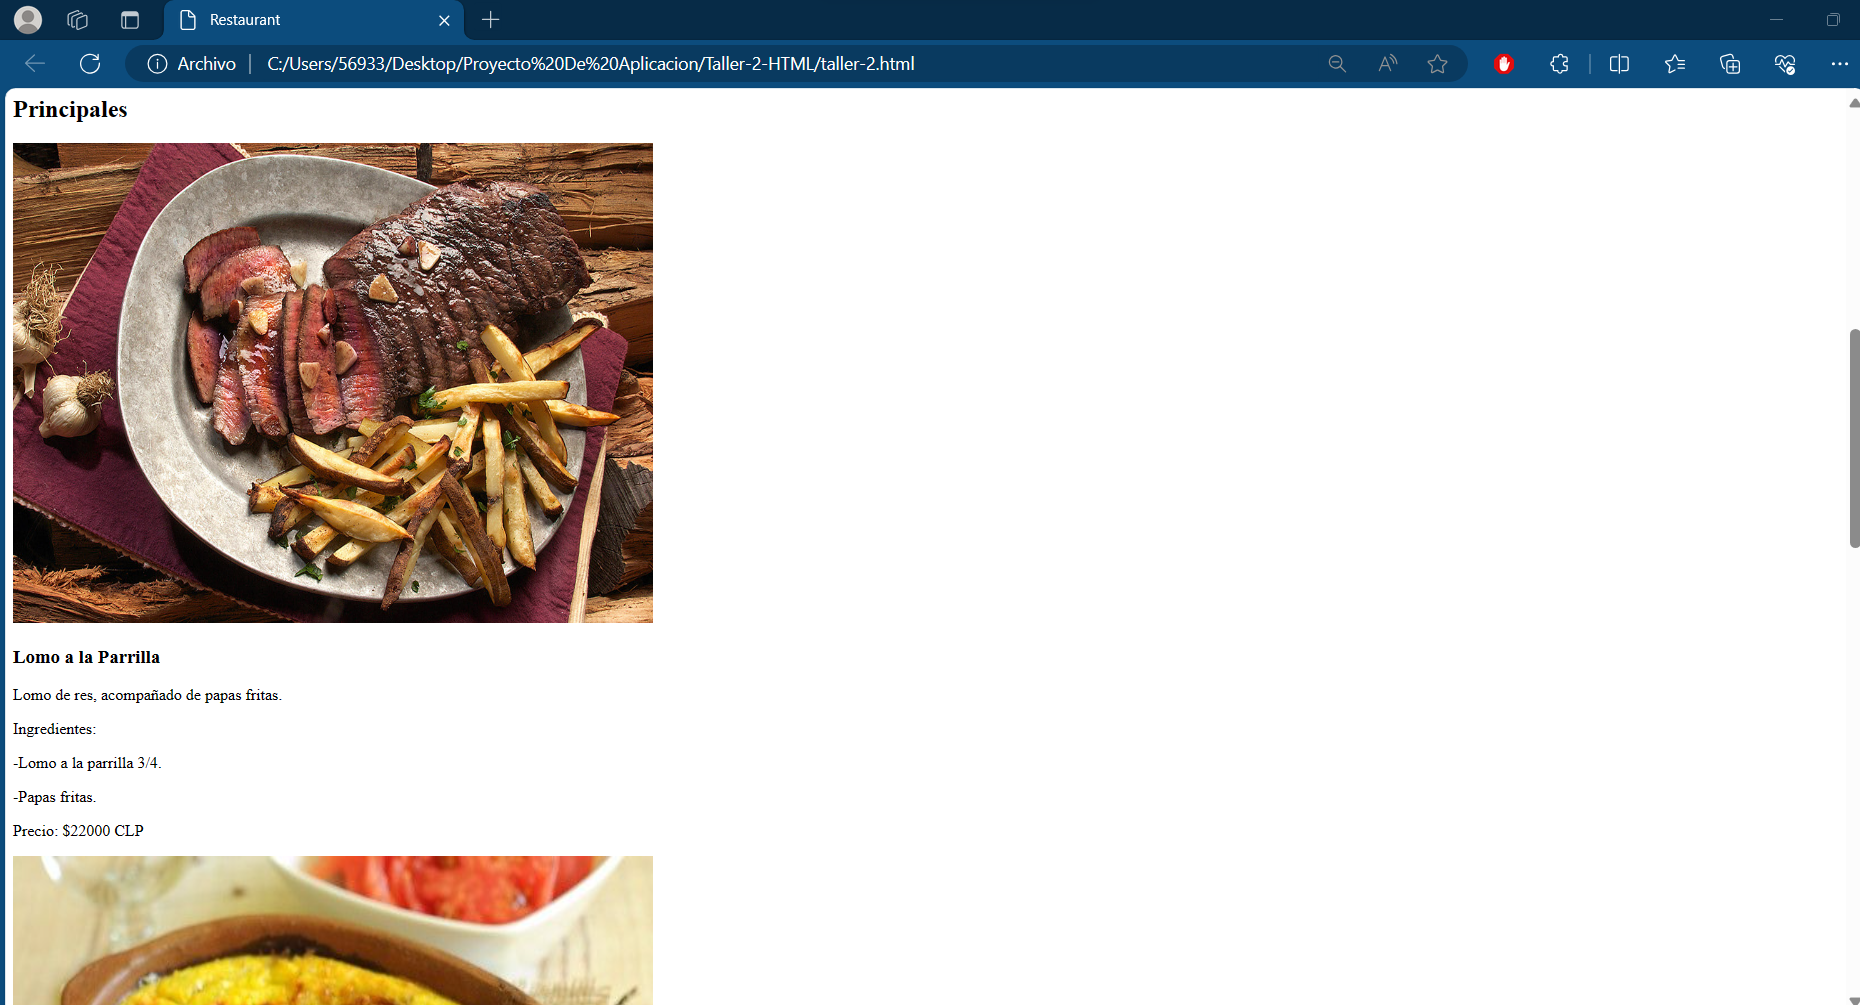 Restaurant
Archivo
C:/Users/56933/Desktop/Proyecto%20De%20Aplicacion/Taller-2-HTML/taller-2.html
Principales
Lomo a la Parrilla
Lomo de res, acompañado de papas fritas.
Ingredientes:
-Lomo a la parrilla 3/4.
-Papas fritas.
Precio: $22000 CLP